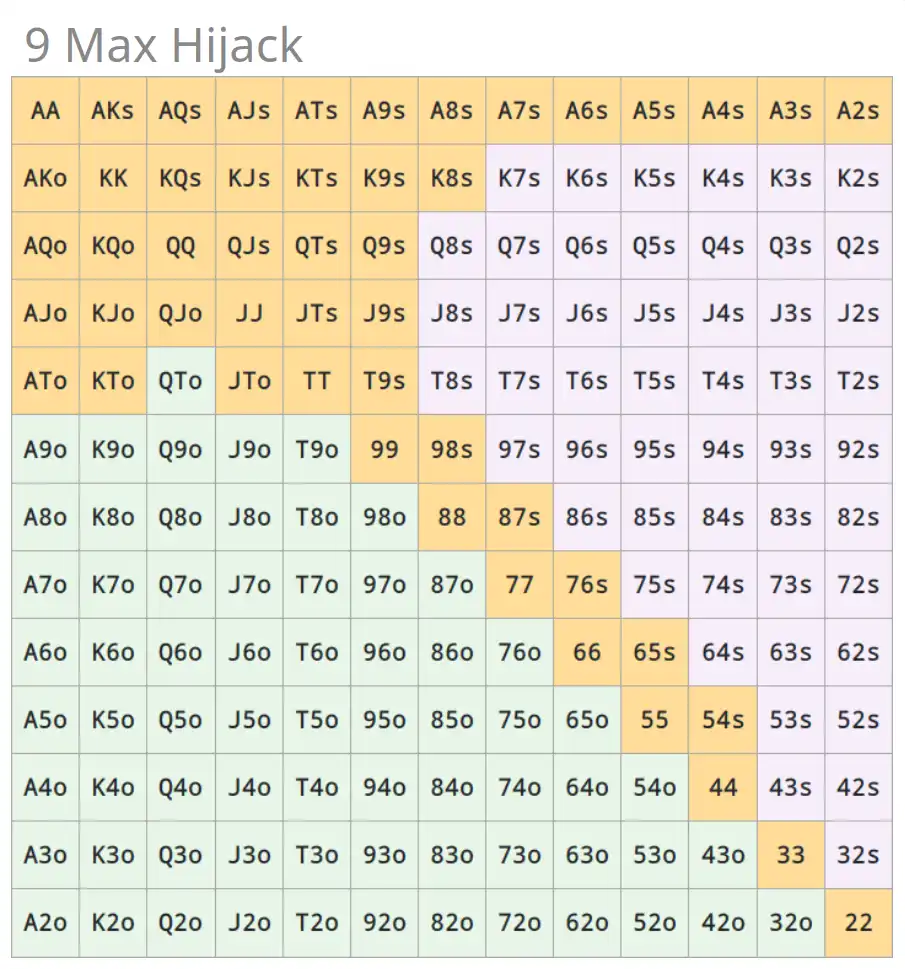 9 Max Hijack
AA AKs AQs AJs ATs A9s A8s A7s A6s A5s A4s A3s A2s
AKo KK KQs KJs KTs K9s K8s K7s K6s K5s K4s K3s K2s
AQo KQo QQ QJs QTs Q9s Q8s Q7s Q6s Q5s Q4s Q3s Q2s
AJo KJo QJo JJ JTs J9s J8s J7s J6s J5s J4s J3s J2s
ATo KTo QTo JTo TT T9s T8s T7s T6s T5s T4s T3s T2s
A9o K9o Q9o J9o T9o 99 98s 97s 96s 95s 94s 93s 92s
A8o K8o Q8o J8o T8o 98o 88 87s 86s 85s 84s 83s 82s
A7o K7o Q7o J7o T7o 97o 87o 77 76s 75s 74s 73s 72s
A6o K6o Q6o J6o T6o 96o 86o 76o 66 65s 64s 63s 62s
A5o K5o Q5o J5o T5o 95o 85o 75o 65o 55 54s 53s 52s
A4o K4o Q4o J4o T4o 94o 84o 74o 64o 54o 44 43s 42s
A3o K3o Q3o J3o T3o 93o 83o 73o 63o 53o 43o 33 32s
A2o K2o Q2o J2o T2o 92o 82o 72o 62o 52o 42o 32o 22